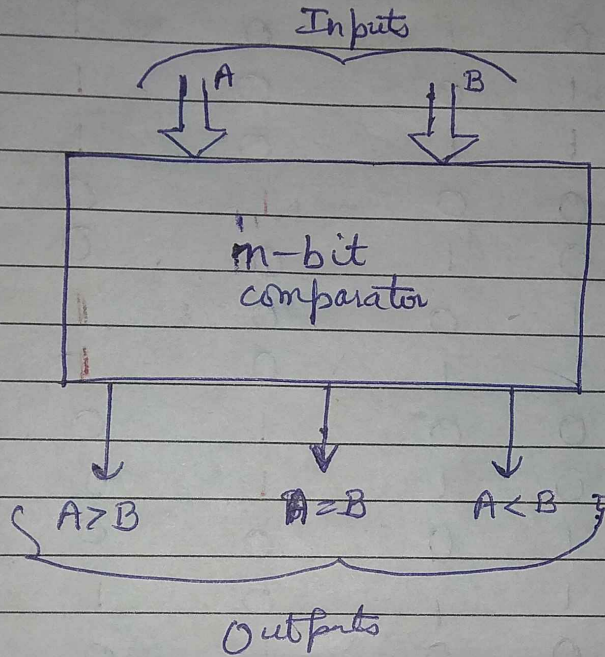 Inputs
A B
n-bit
comparator
A>B A=B A<B
Outputs